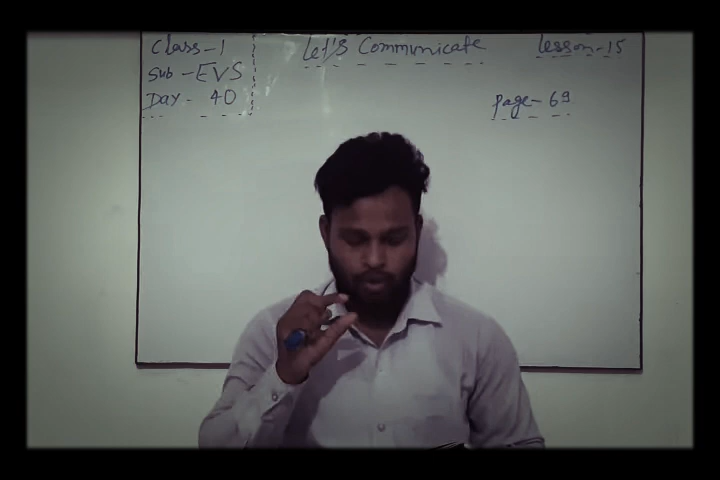 Class-1
Sub-EVS
Day- 40
Let's Communicate
Lesson-15
Page-69